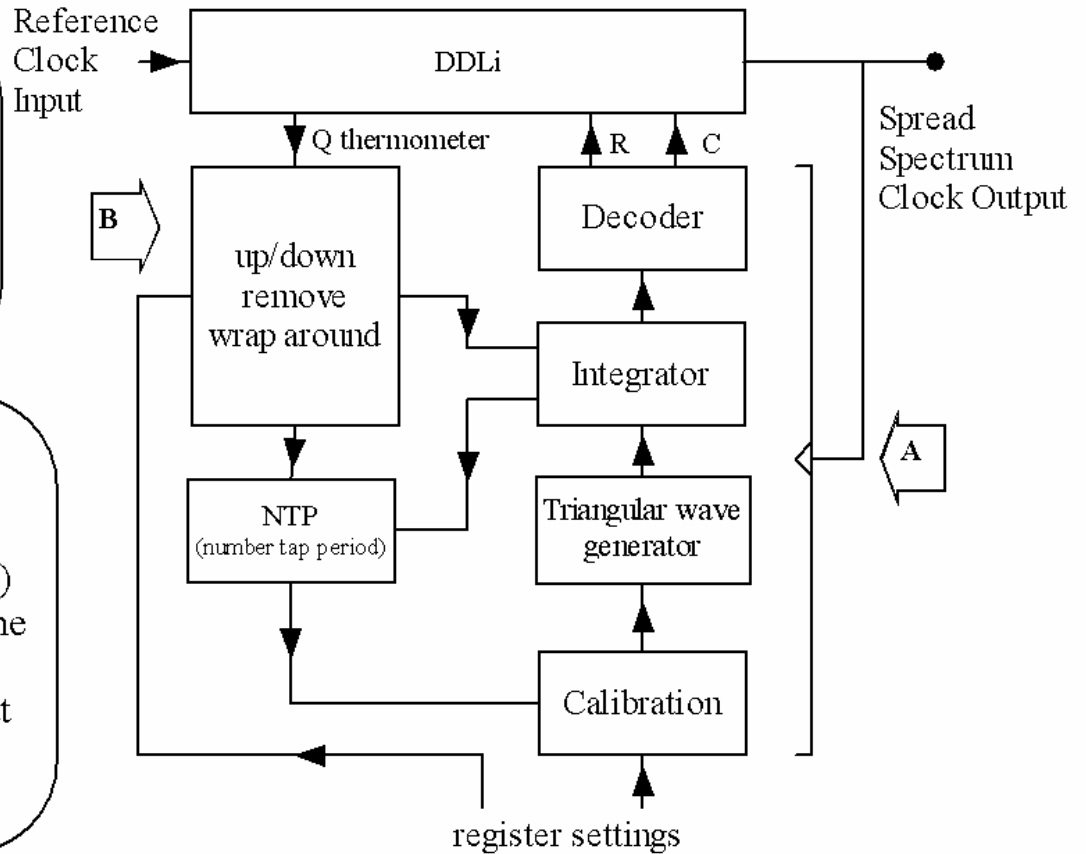 Reference
Clock
Input
DDLi
Q thermometer
R
C
Spread
Spectrum
Clock Output
B
up/down
remove
wrap around
Decoder
Integrator
A
NTP
(number tap period)
Triangular wave
generator
Calibration
register settings
)